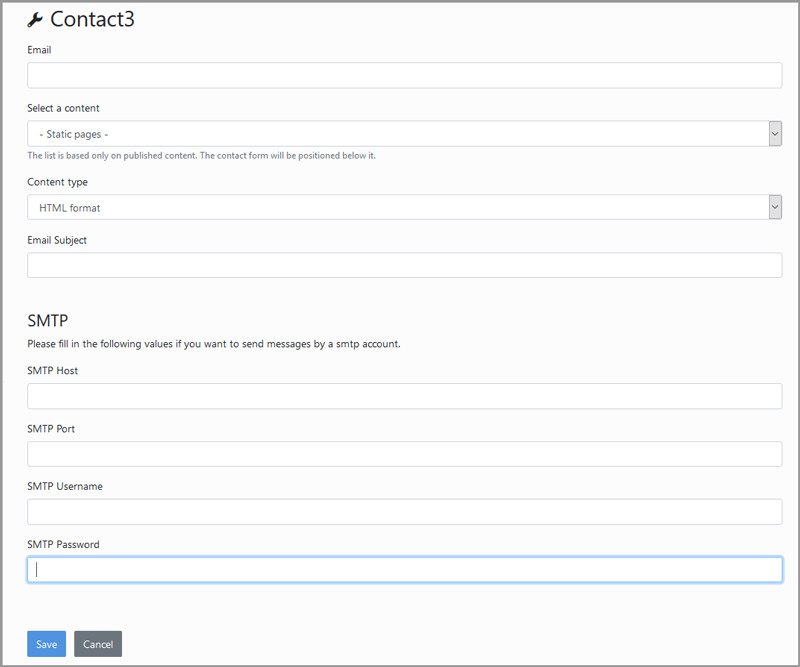 Contact3
Email
Select a content
- Static pages -
The list is based only on published content. The contact form will be positioned below it.
Content type
HTML format
Email Subject
SMTP
Please fill in the following values if you want to send messages by a smtp account.
SMTP Host
SMTP Port
SMTP Username
SMTP Password
Save Cancel